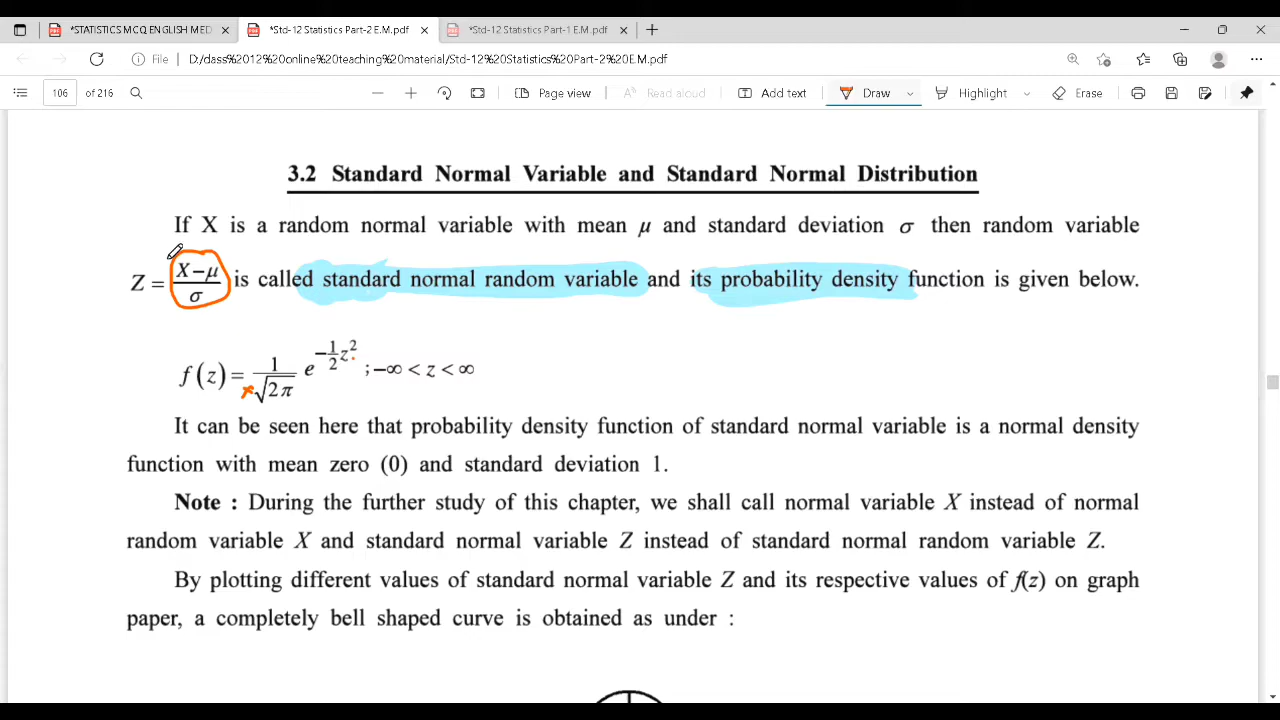 *STATISTICS MCQ ENGLISH MED
*Std-12 Statistics Part-2 E.M.pdf
*Std-12 Statistics Part-1 E.M.pdf
File D:/class%2012%20online%20teaching%20material/Std-12%20Statistics%20Part-2%20E.M.pdf
106 of 216 Page view Read aloud Add text Draw Highlight Erase
3.2 Standard Normal Variable and Standard Normal Distribution
If X is a random normal variable with mean μ and standard deviation σ then random variable
Z = (X−μ)/σ is called standard normal random variable and its probability density function is given below.
f(z) = 1/√2π e^(−1/2 z²) ; −∞ < z < ∞
It can be seen here that probability density function of standard normal variable is a normal density
function with mean zero (0) and standard deviation 1.
Note : During the further study of this chapter, we shall call normal variable X instead of normal
random variable X and standard normal variable Z instead of standard normal random variable Z.
By plotting different values of standard normal variable Z and its respective values of f(z) on graph
paper, a completely bell shaped curve is obtained as under :